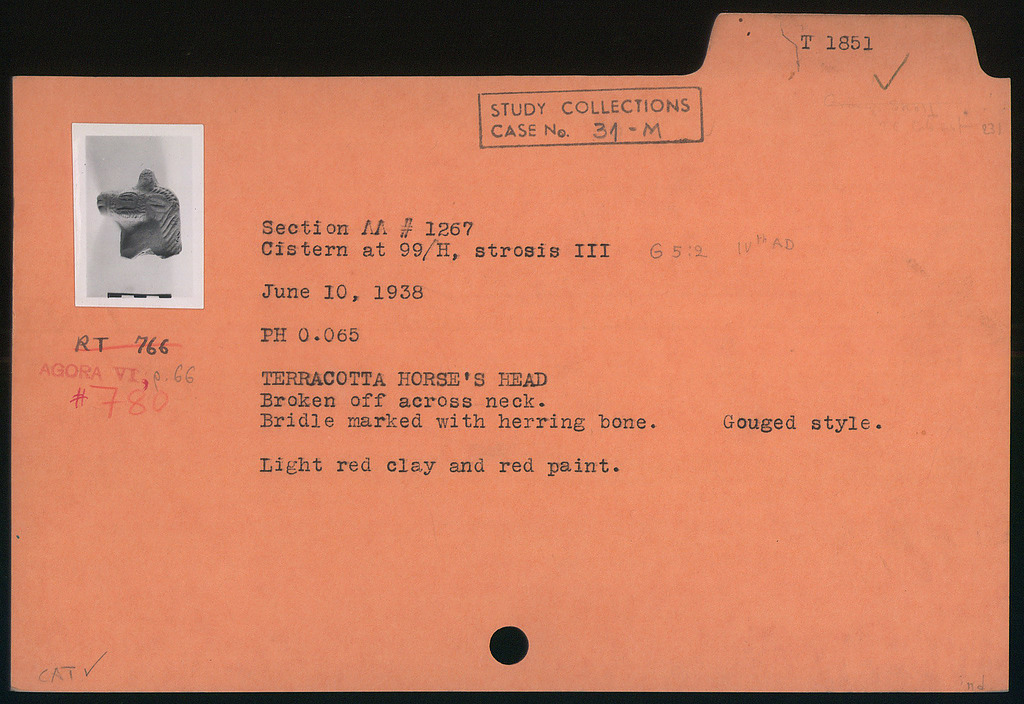 T 1851 ✓
STUDY COLLECTIONS
CASE No. 31 - M
Section ΛΛ # 1267
Cistern at 99/Η, strosis III G 5:2 IVth AD
June 10, 1938
PH 0.065
RT 766
AGORA VI, p. 66
# 780
TERRACOTTA HORSE'S HEAD
Broken off across neck.
Bridle marked with herring bone. Gouged style.
Light red clay and red paint.
CAT ✓